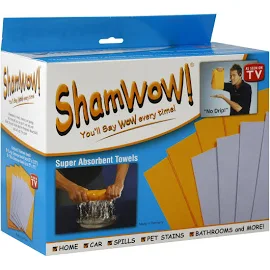 AS SEEN ON
TV
ShamWow!
You'll Say WOW every time!
"No Drip!"
Super Absorbent Towels
AS SEEN ON
TV
HOME CAR SPILLS PET STAINS BATHROOMS and MORE!